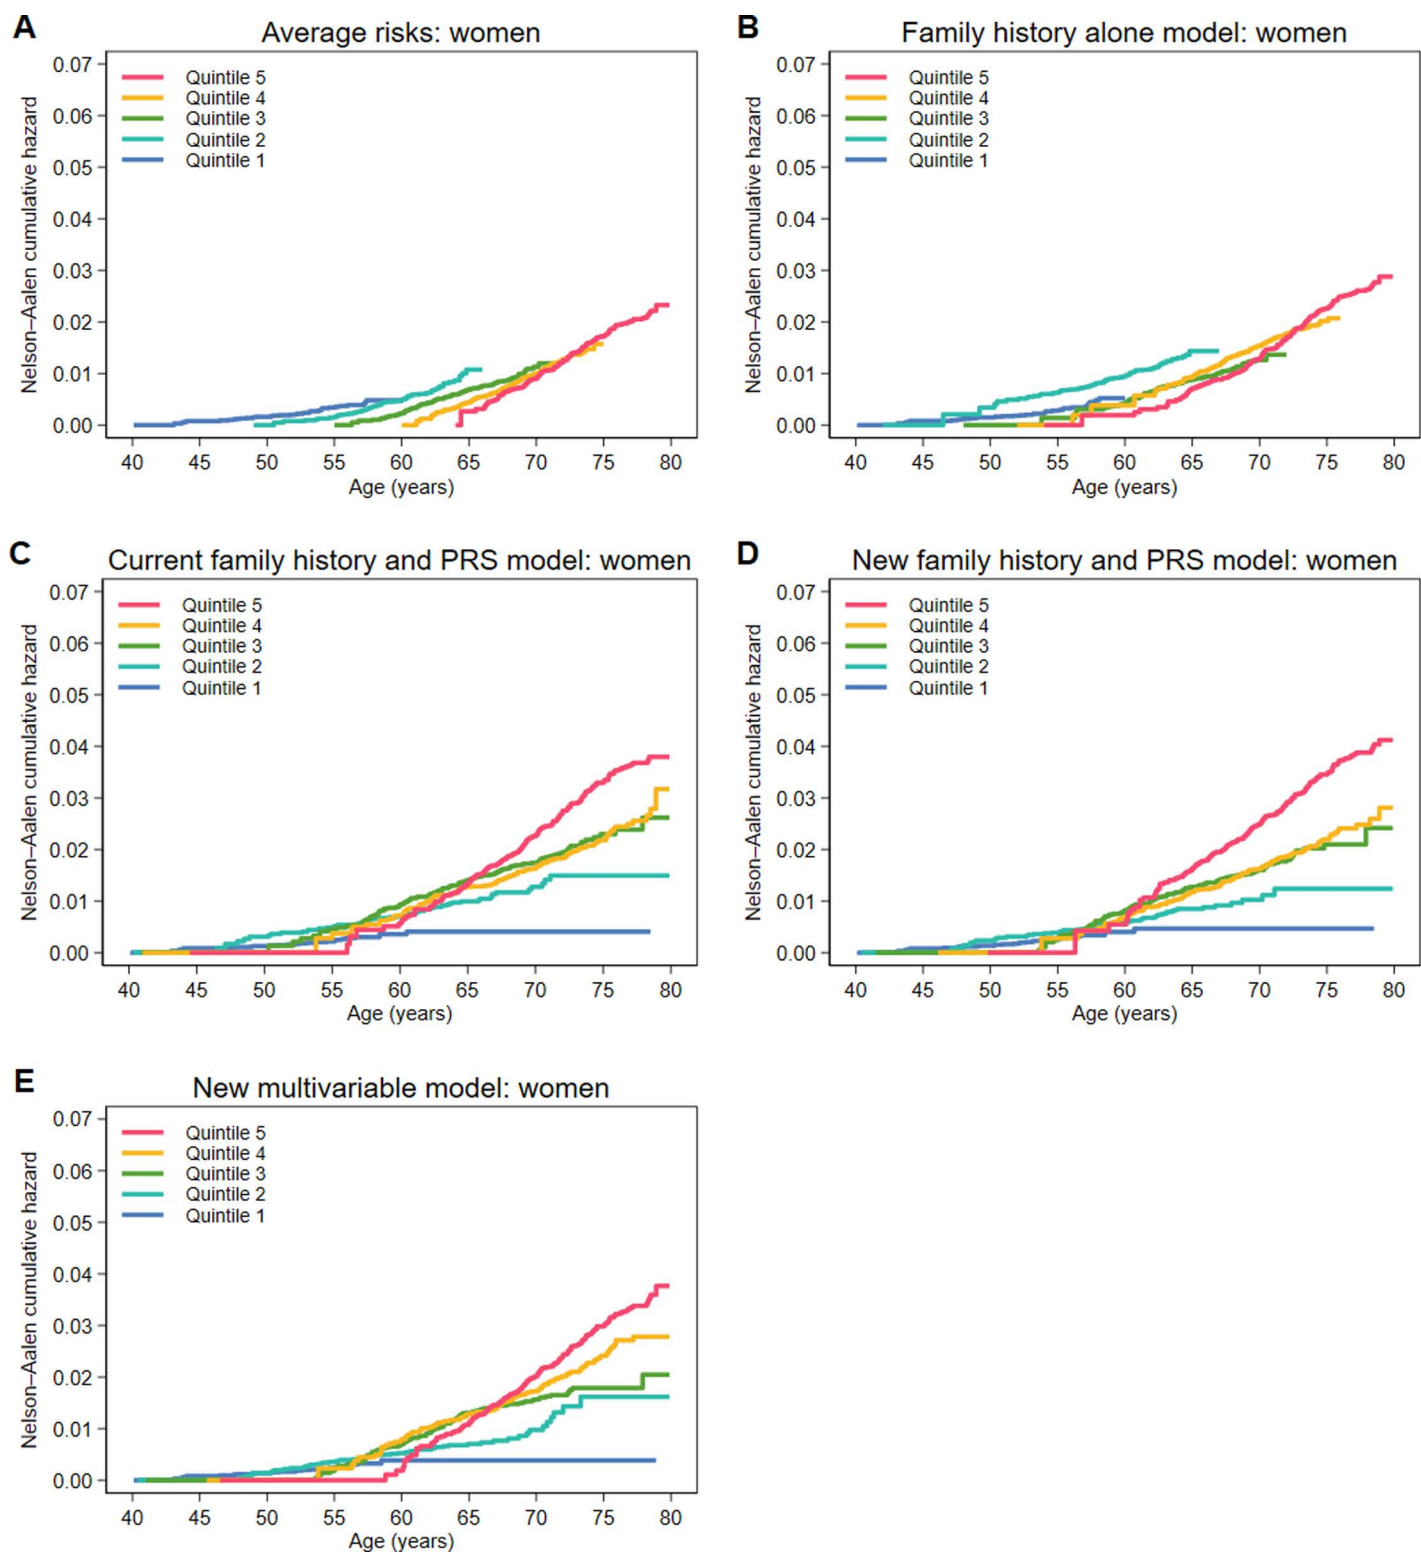 A
Average risks: women
Nelson–Aalen cumulative hazard
0.07
0.06
0.05
0.04
0.03
0.02
0.01
0.00
Quintile 5
Quintile 4
Quintile 3
Quintile 2
Quintile 1
40 45 50 55 60 65 70 75 80
Age (years)
B
Family history alone model: women
Nelson–Aalen cumulative hazard
0.07
0.06
0.05
0.04
0.03
0.02
0.01
0.00
Quintile 5
Quintile 4
Quintile 3
Quintile 2
Quintile 1
40 45 50 55 60 65 70 75 80
Age (years)
C
Current family history and PRS model: women
Nelson–Aalen cumulative hazard
0.07
0.06
0.05
0.04
0.03
0.02
0.01
0.00
Quintile 5
Quintile 4
Quintile 3
Quintile 2
Quintile 1
40 45 50 55 60 65 70 75 80
Age (years)
D
New family history and PRS model: women
Nelson–Aalen cumulative hazard
0.07
0.06
0.05
0.04
0.03
0.02
0.01
0.00
Quintile 5
Quintile 4
Quintile 3
Quintile 2
Quintile 1
40 45 50 55 60 65 70 75 80
Age (years)
E
New multivariable model: women
Nelson–Aalen cumulative hazard
0.07
0.06
0.05
0.04
0.03
0.02
0.01
0.00
Quintile 5
Quintile 4
Quintile 3
Quintile 2
Quintile 1
40 45 50 55 60 65 70 75 80
Age (years)